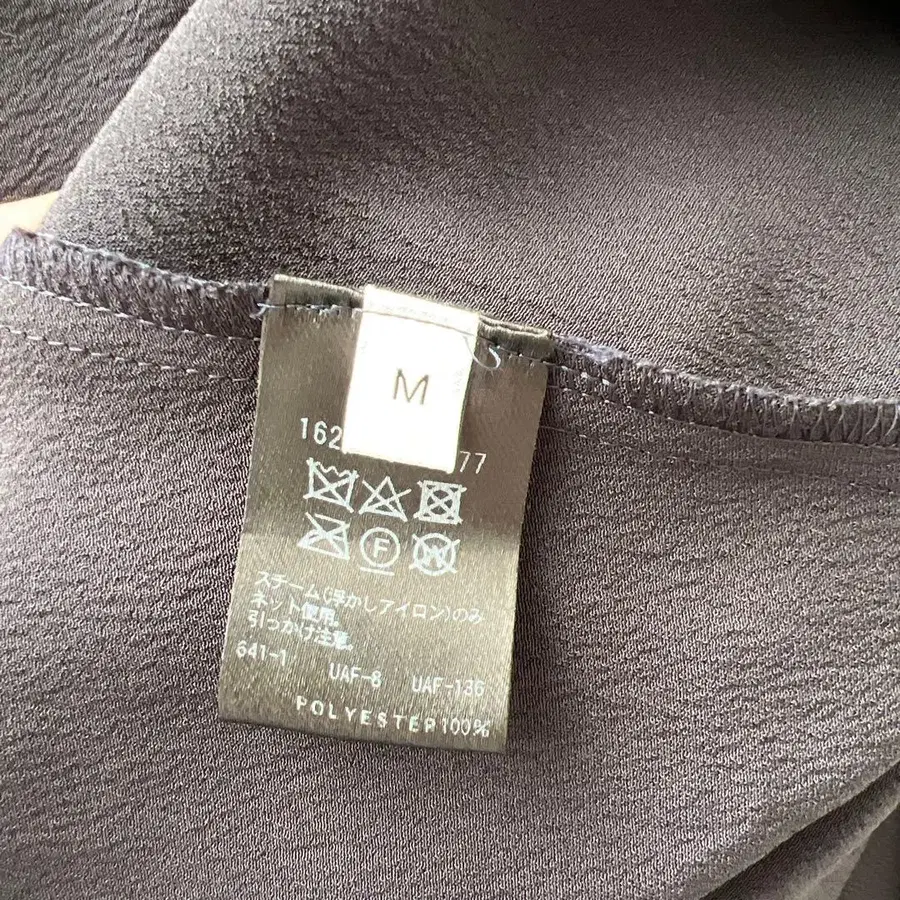 M
162 77
F
W
スチーム(浮かしアイロン)のみ
ネット使用。
引っかけ注意。
641-1 UAF-8 UAF-136
POLYESTER100%